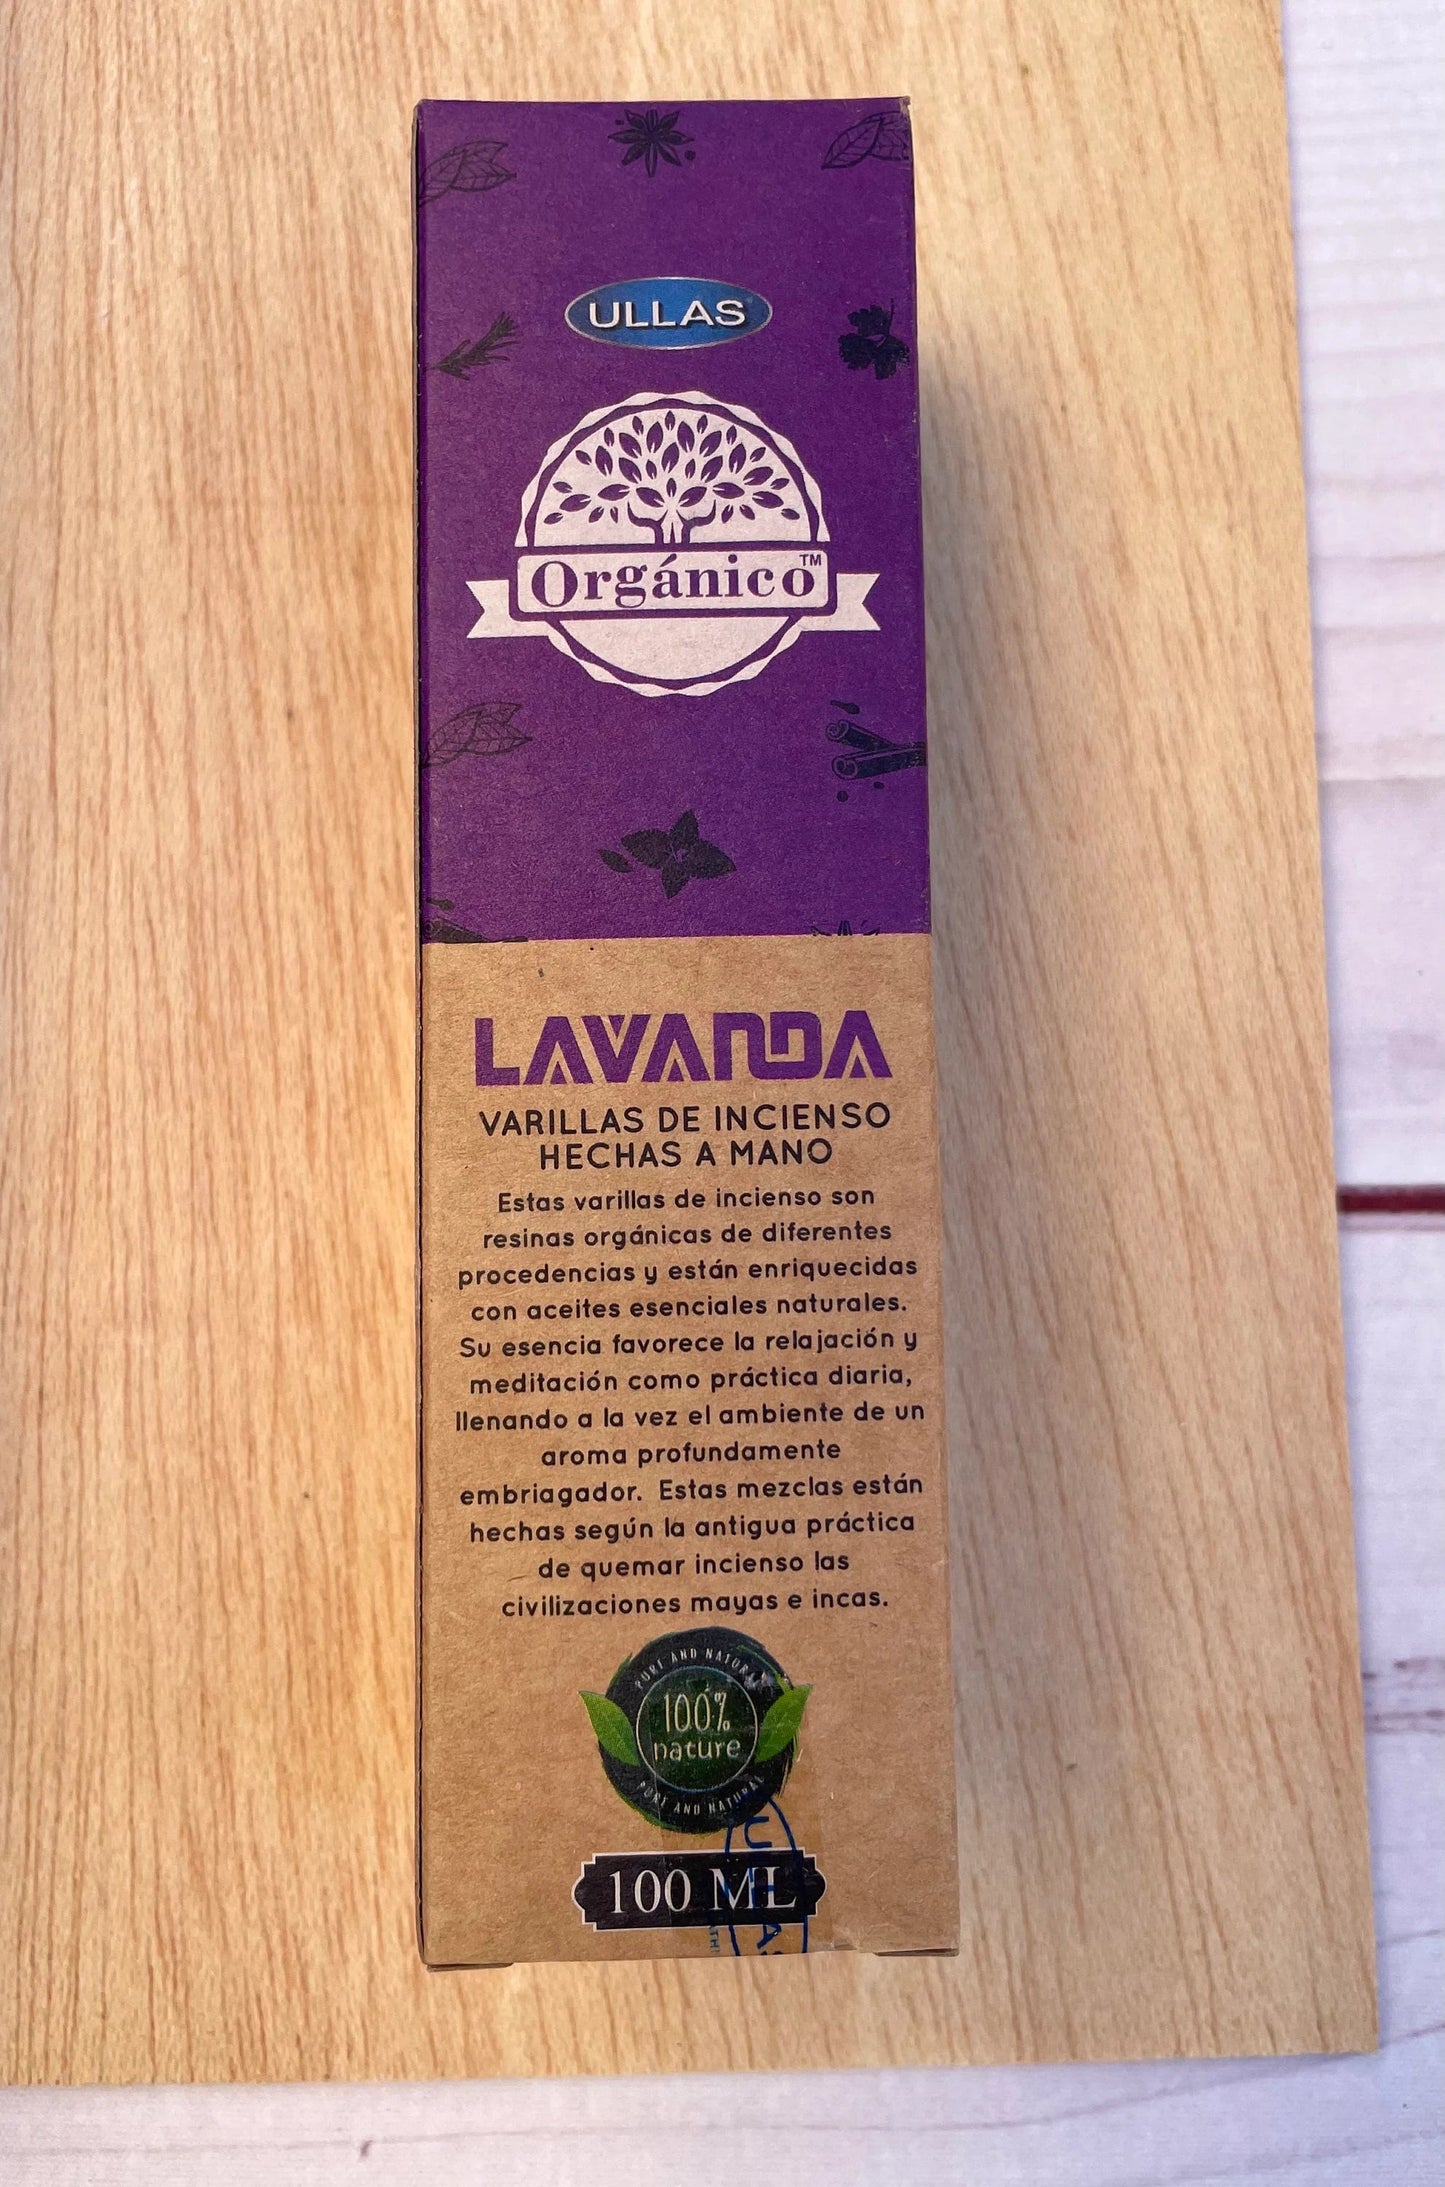 ULLAS
Orgánico™
LAVANDA
VARILLAS DE INCIENSO
HECHAS A MANO
Estas varillas de incienso son
resinas orgánicas de diferentes
procedencias y están enriquecidas
con aceites esenciales naturales.
Su esencia favorece la relajación y
meditación como práctica diaria,
llenando a la vez el ambiente de un
aroma profundamente
embriagador. Estas mezclas están
hechas según la antigua práctica
de quemar incienso las
civilizaciones mayas e incas.
PURE AND NATURAL
100%
nature
PURE AND NATURAL
100 ML